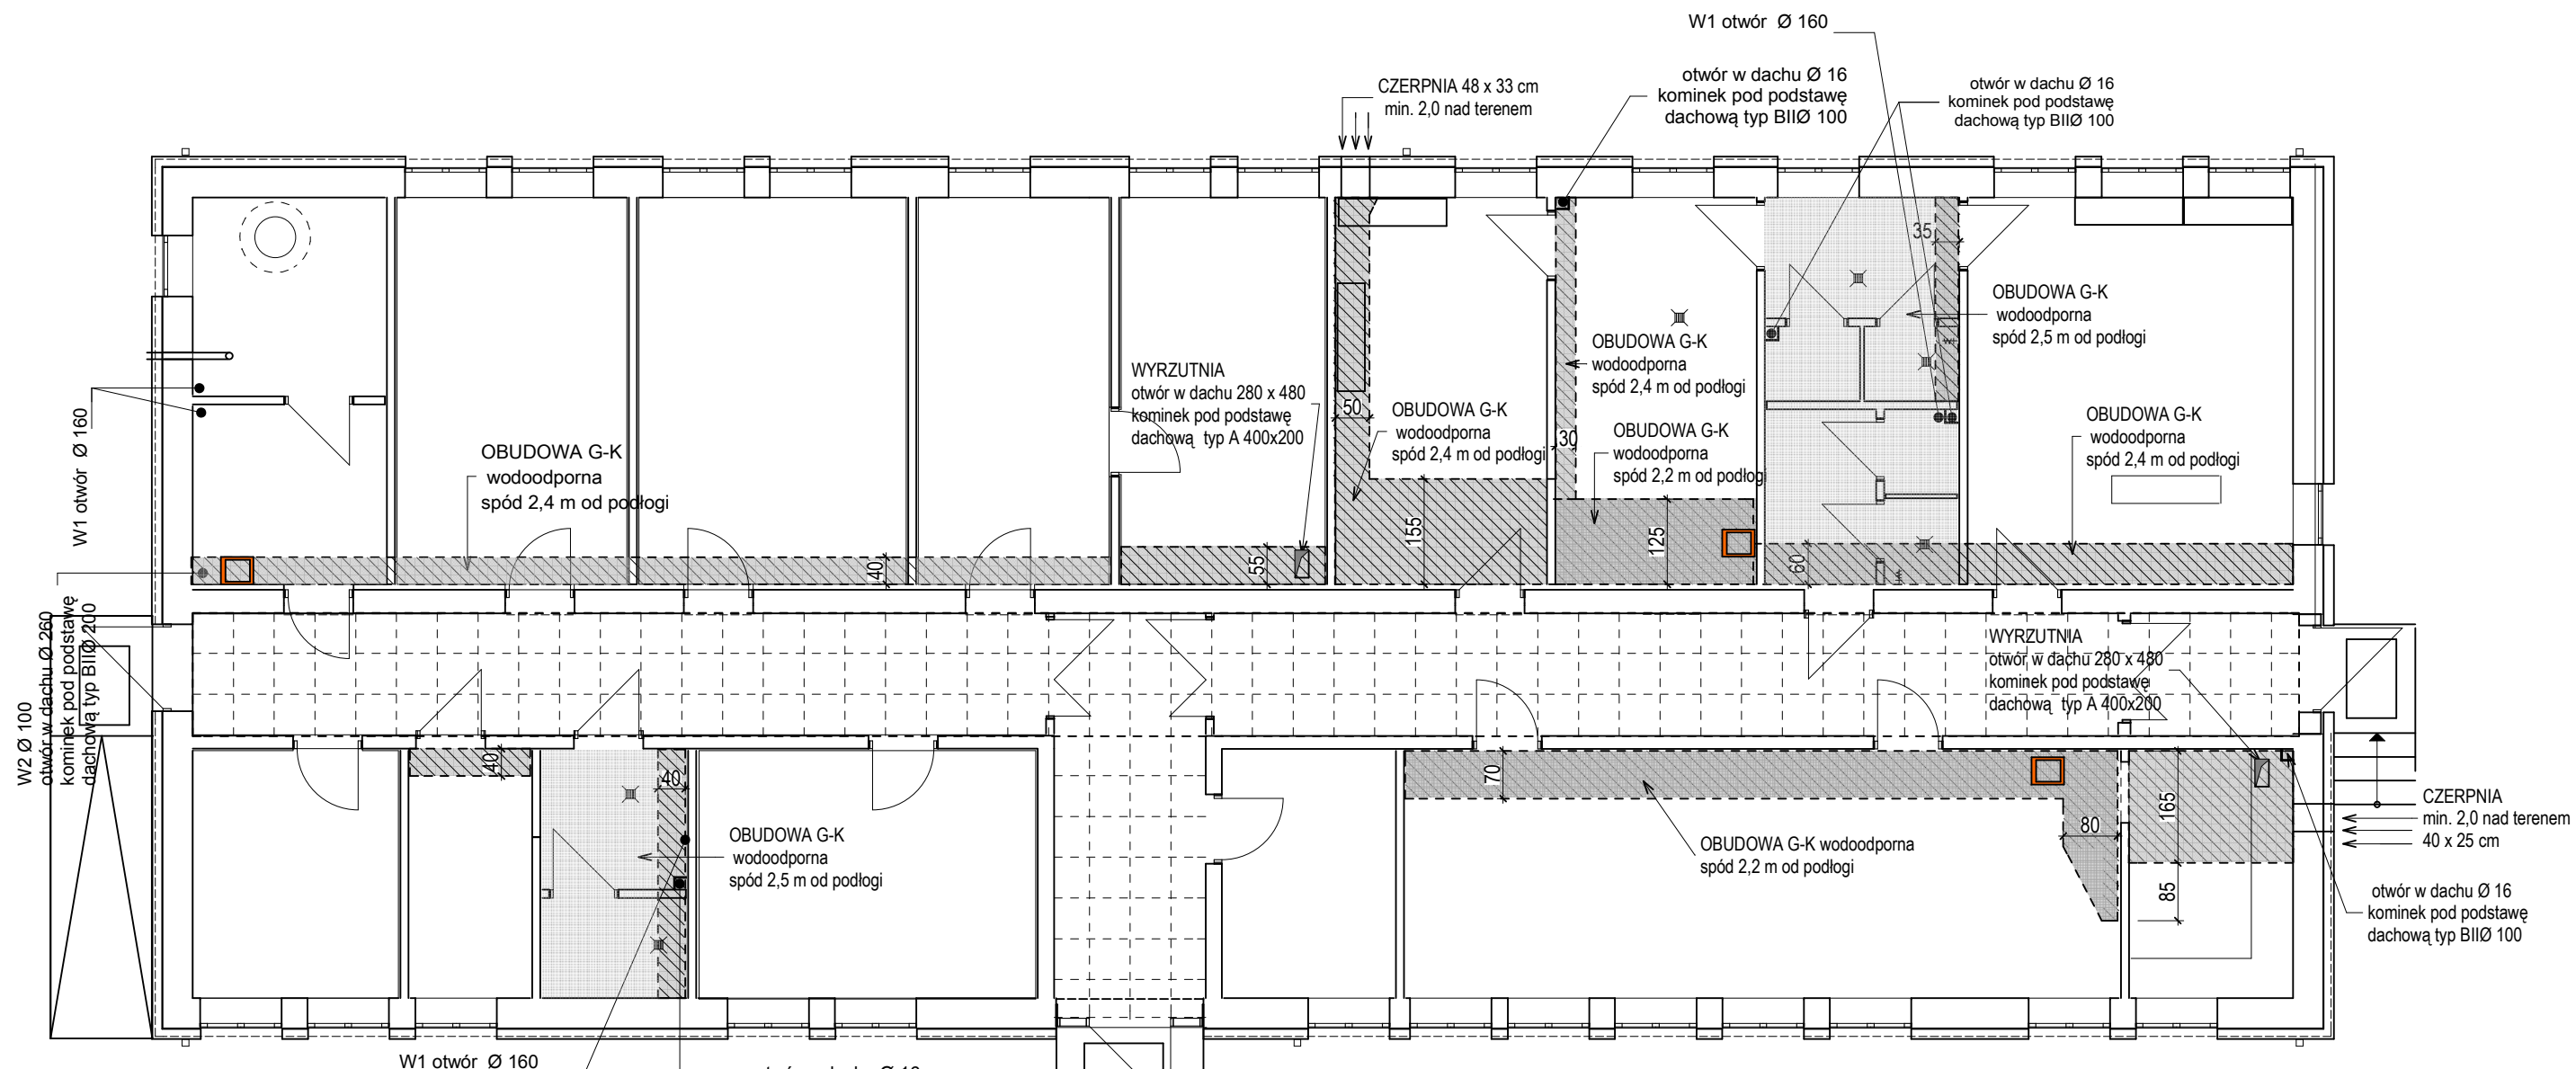 W1 otwór Ø 160
CZERPNIA 48 x 33 cm
min. 2,0 nad terenem
otwór w dachu Ø 16
kominek pod podstawę
dachową typ BIIØ 100
otwór w dachu Ø 16
kominek pod podstawę
dachową typ BIIØ 100
35
OBUDOWA G-K
wodoodporna
spód 2,5 m od podłogi
OBUDOWA G-K
wodoodporna
spód 2,4 m od podłogi
WYRZUTNIA
otwór w dachu 280 x 480
kominek pod podstawę
dachową typ A 400x200
50
OBUDOWA G-K
wodoodporna
spód 2,4 m od podłogi
30
OBUDOWA G-K
wodoodporna
spód 2,2 m od podłogi
OBUDOWA G-K
wodoodporna
spód 2,4 m od podłogi
W1 otwór Ø 160
OBUDOWA G-K
wodoodporna
spód 2,4 m od podłogi
40
55
155
125
60
W2 Ø 100
otwór w dachu Ø 260
kominek pod podstawę
dachową typ BIIØ 200
WYRZUTNIA
otwór w dachu 280 x 480
kominek pod podstawę
dachową typ A 400x200
40
40
70
80
165
85
OBUDOWA G-K
wodoodporna
spód 2,5 m od podłogi
OBUDOWA G-K wodoodporna
spód 2,2 m od podłogi
CZERPNIA
min. 2,0 nad terenem
40 x 25 cm
otwór w dachu Ø 16
kominek pod podstawę
dachową typ BIIØ 100
W1 otwór Ø 160